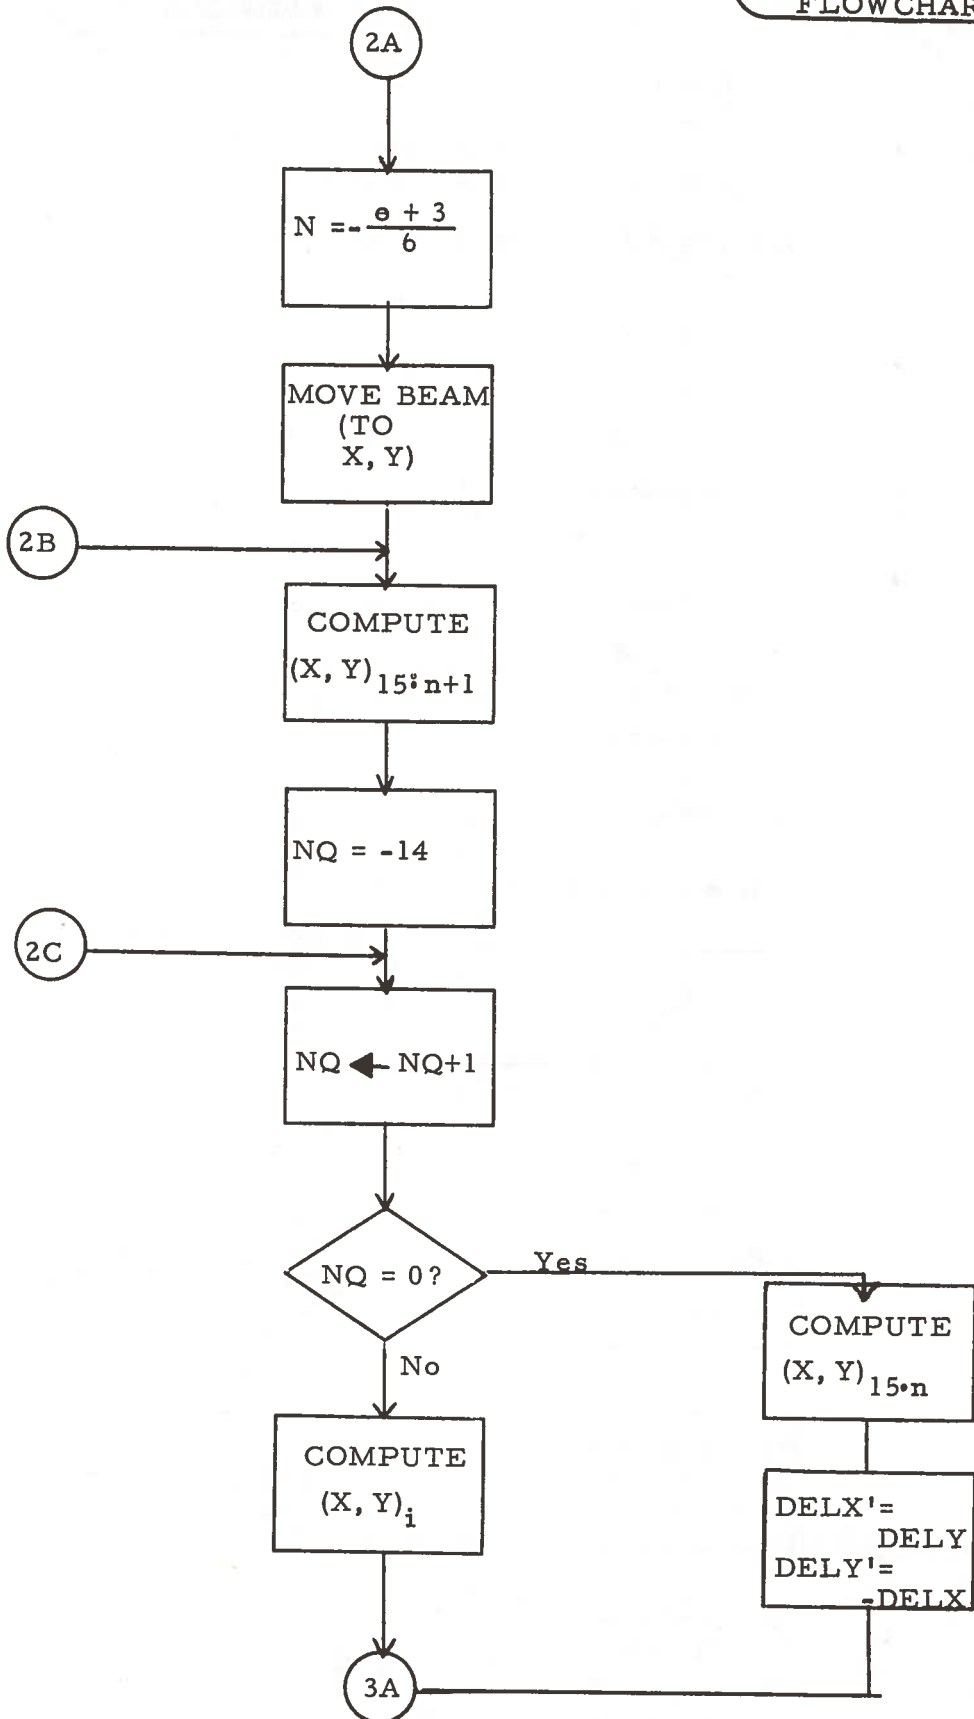 FLOWCHAR
2A
N = - e + 3 / 6
MOVE BEAM
(TO
X, Y)
2B
COMPUTE
(X, Y)15·n+1
NQ = -14
2C
NQ ← NQ+1
NQ = 0?
Yes
No
COMPUTE
(X, Y)15•n
COMPUTE
(X, Y)i
DELX'=
DELY
DELY'=
-DELX
3A